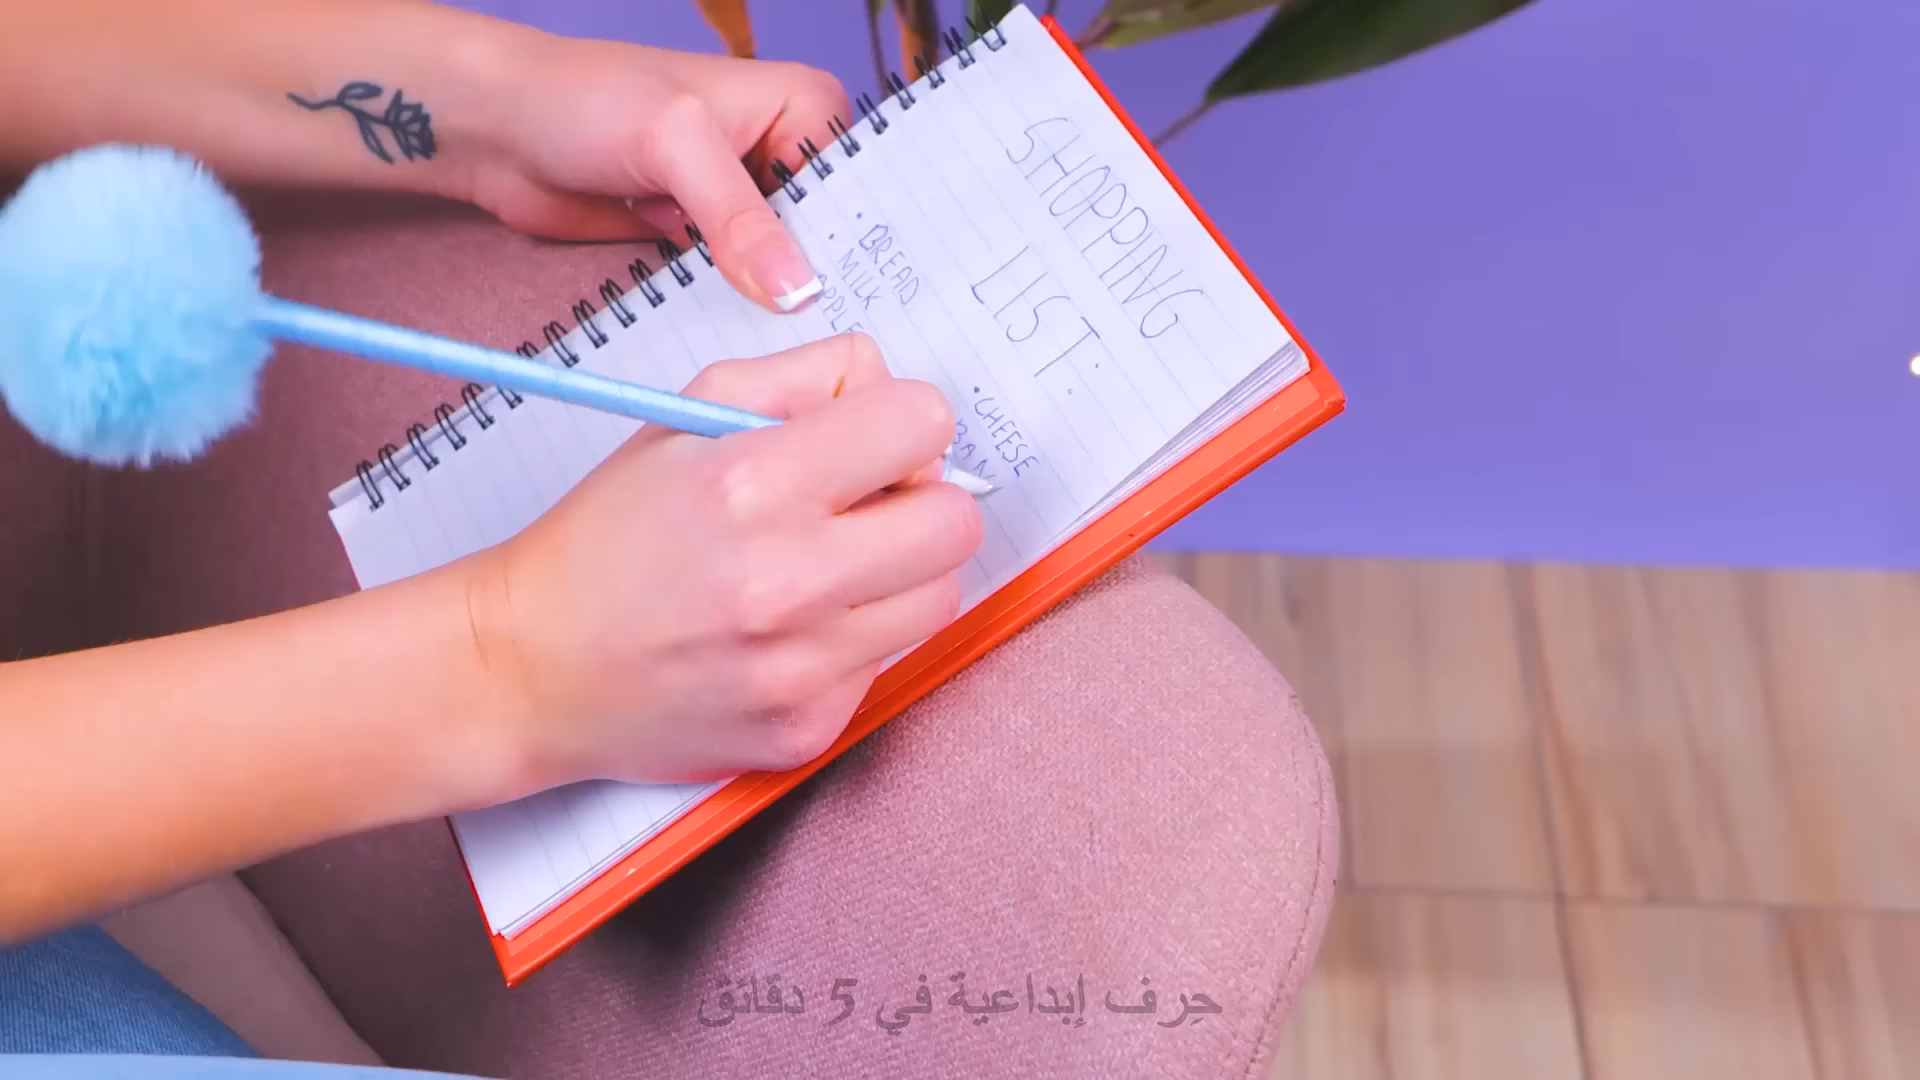 SHOPPING
LIST:
• BREAD
• MILK
• CHEESE
حِرف إبداعية في 5 دقائق